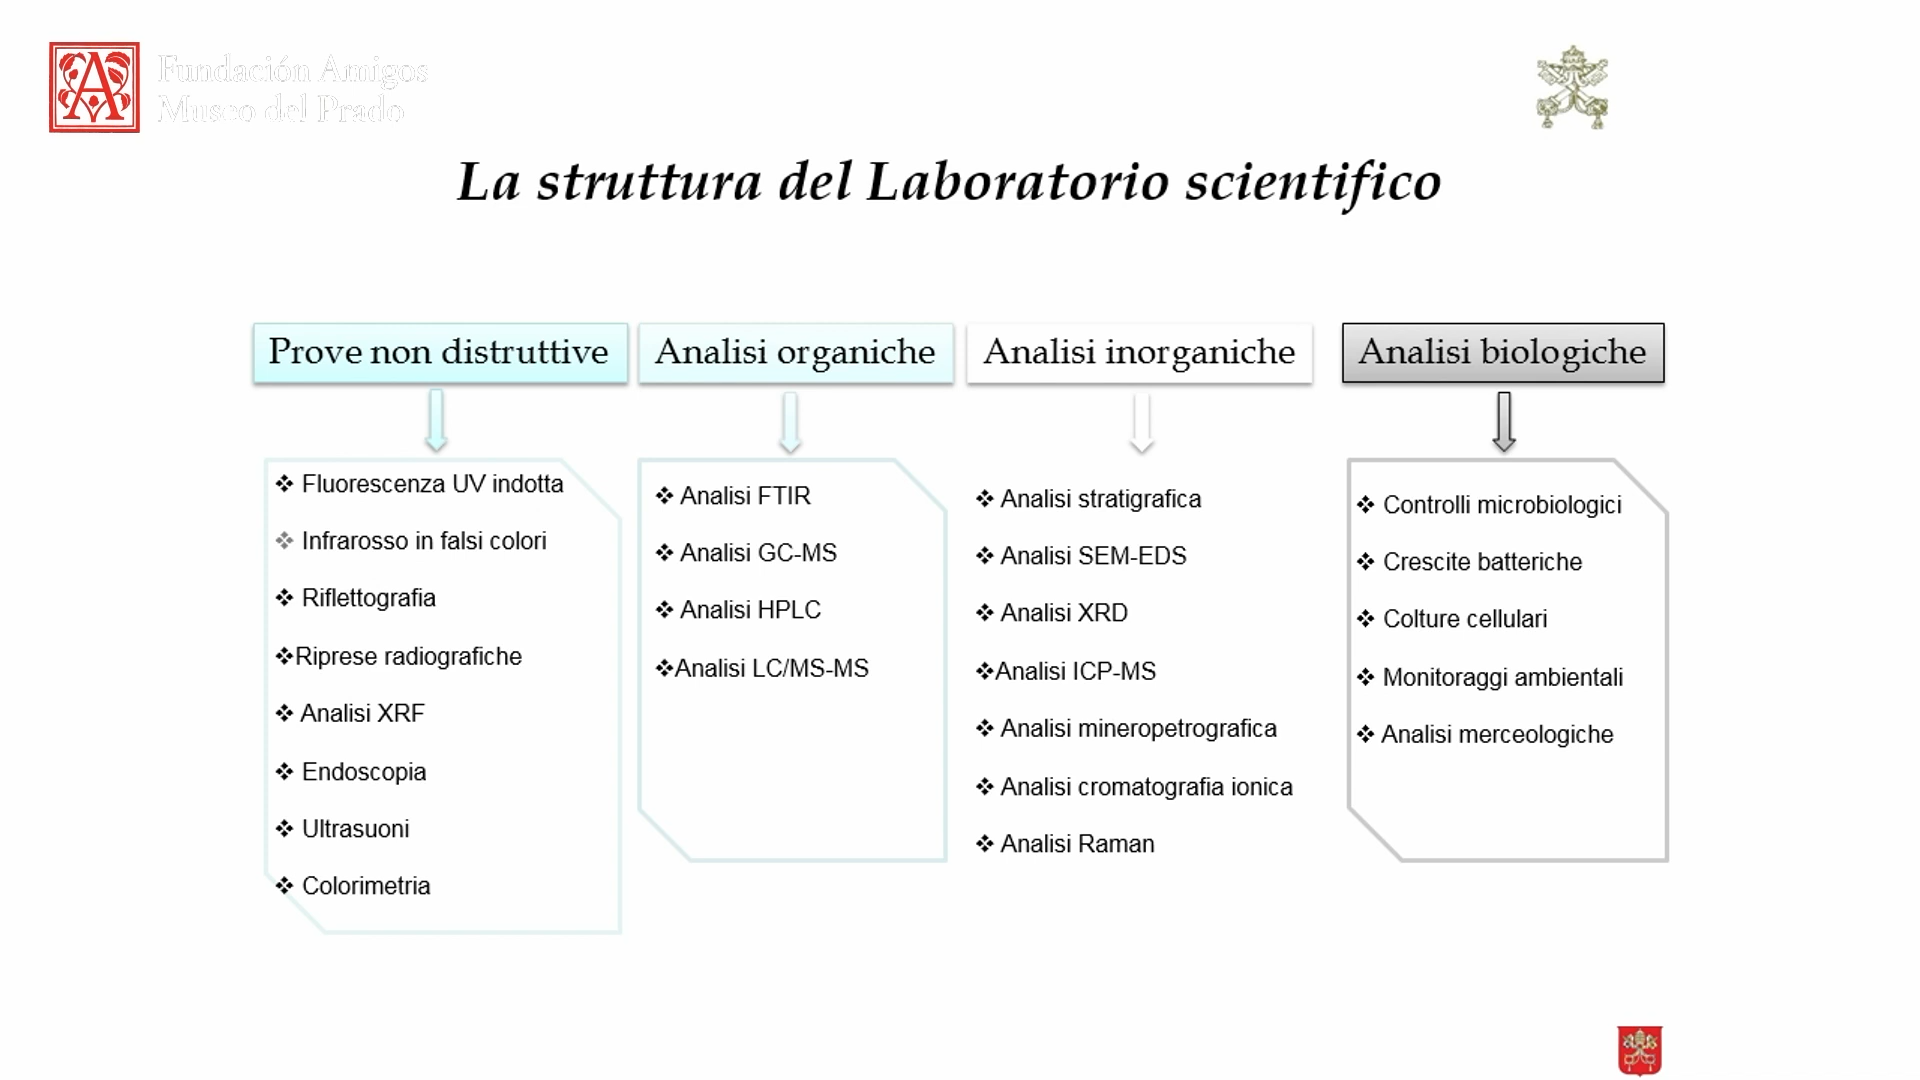 Fundación Amigos
Museo del Prado
La struttura del Laboratorio scientifico
Prove non distruttive
❖ Fluorescenza UV indotta
❖ Infrarosso in falsi colori
❖ Riflettografia
❖Riprese radiografiche
❖ Analisi XRF
❖ Endoscopia
❖ Ultrasuoni
❖ Colorimetria
Analisi organiche
❖ Analisi FTIR
❖ Analisi GC-MS
❖ Analisi HPLC
❖Analisi LC/MS-MS
Analisi inorganiche
❖ Analisi stratigrafica
❖ Analisi SEM-EDS
❖ Analisi XRD
❖Analisi ICP-MS
❖ Analisi mineropetrografica
❖ Analisi cromatografia ionica
❖ Analisi Raman
Analisi biologiche
❖ Controlli microbiologici
❖ Crescite batteriche
❖ Colture cellulari
❖ Monitoraggi ambientali
❖ Analisi merceologiche